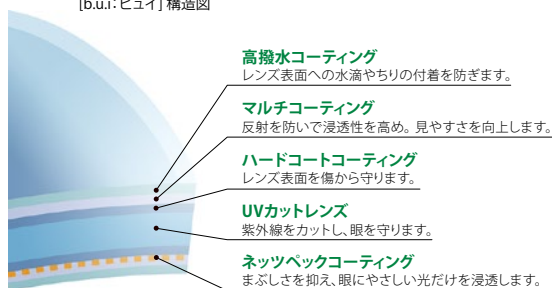 [b.u.i：ビュイ] 構造図
高撥水コーティング
レンズ表面への水滴やちりの付着を防ぎます。
マルチコーティング
反射を防いで浸透性を高め。見やすさを向上します。
ハードコートコーティング
レンズ表面を傷から守ります。
UVカットレンズ
紫外線をカットし、眼を守ります。
ネッツペックコーティング
まぶしさを抑え、眼にやさしい光だけを浸透します。